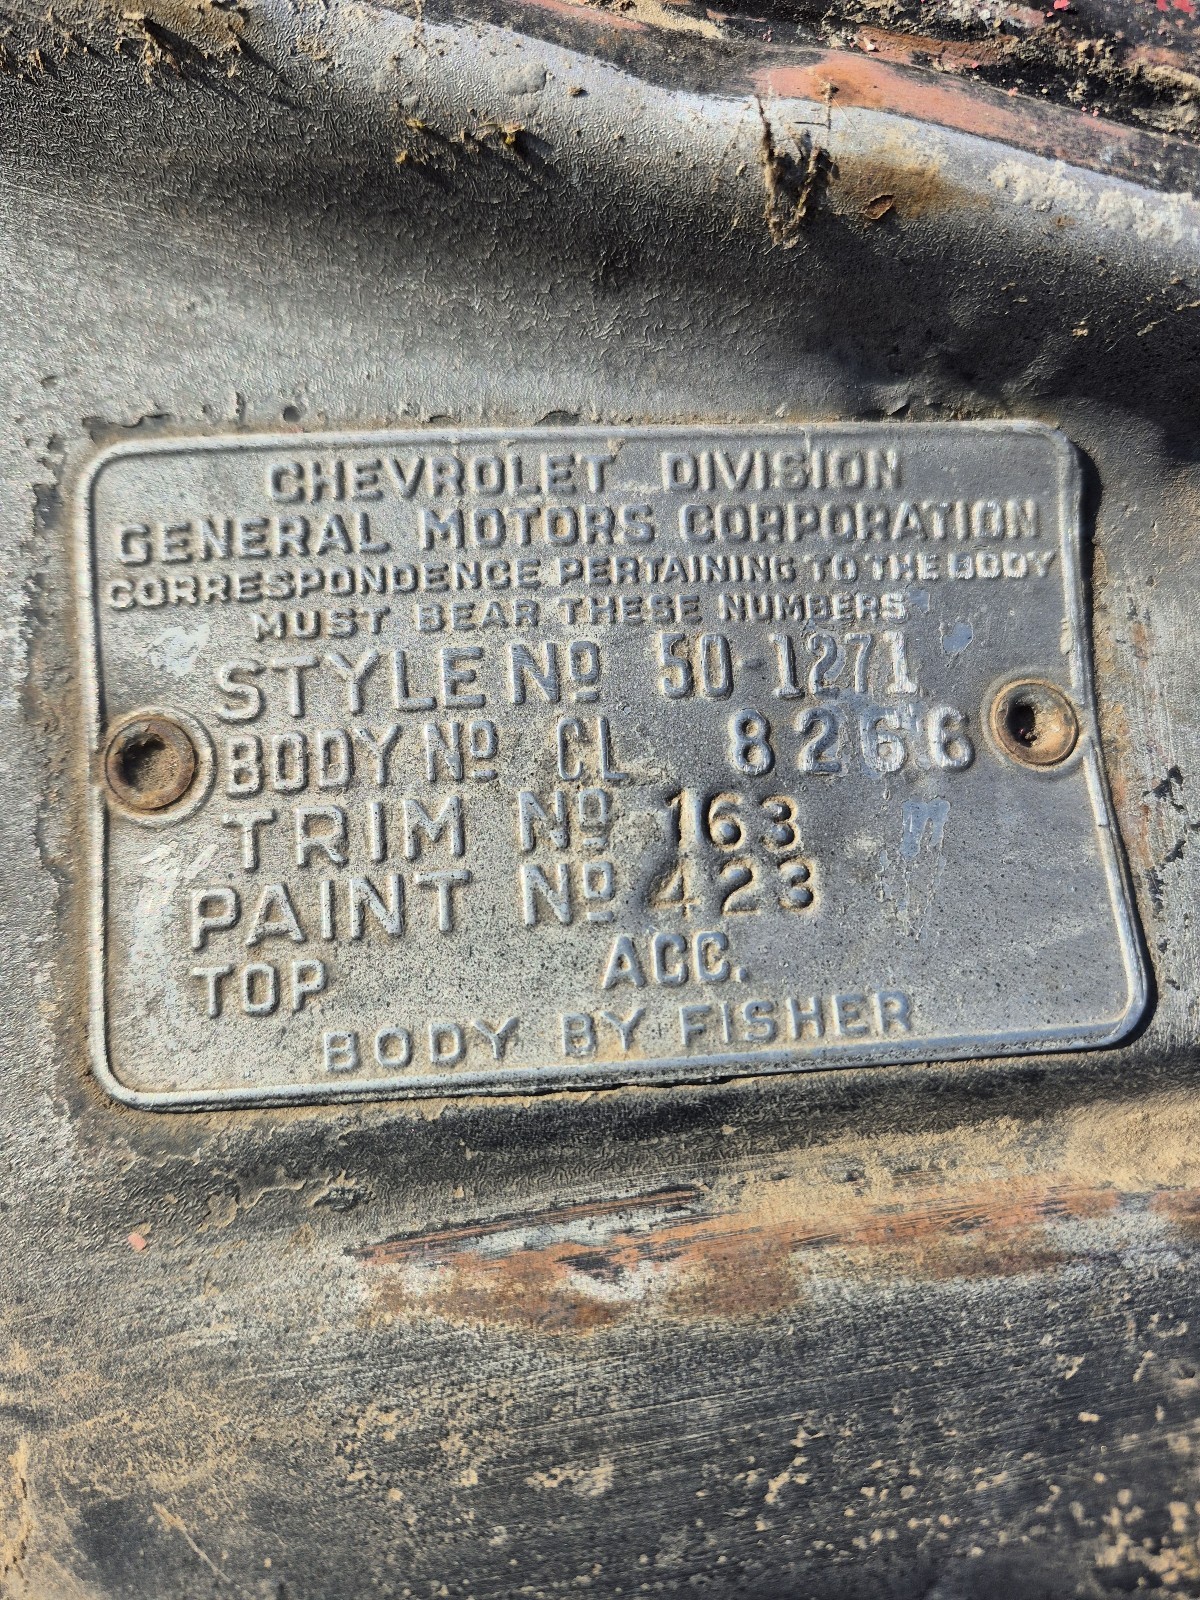 CHEVROLET DIVISION
GENERAL MOTORS CORPORATION
CORRESPONDENCE PERTAINING TO THE BODY
MUST BEAR THESE NUMBERS
STYLE Nº 50-1271
BODY Nº CL 8266
TRIM Nº 163
PAINT Nº 423
TOP ACC.
BODY BY FISHER